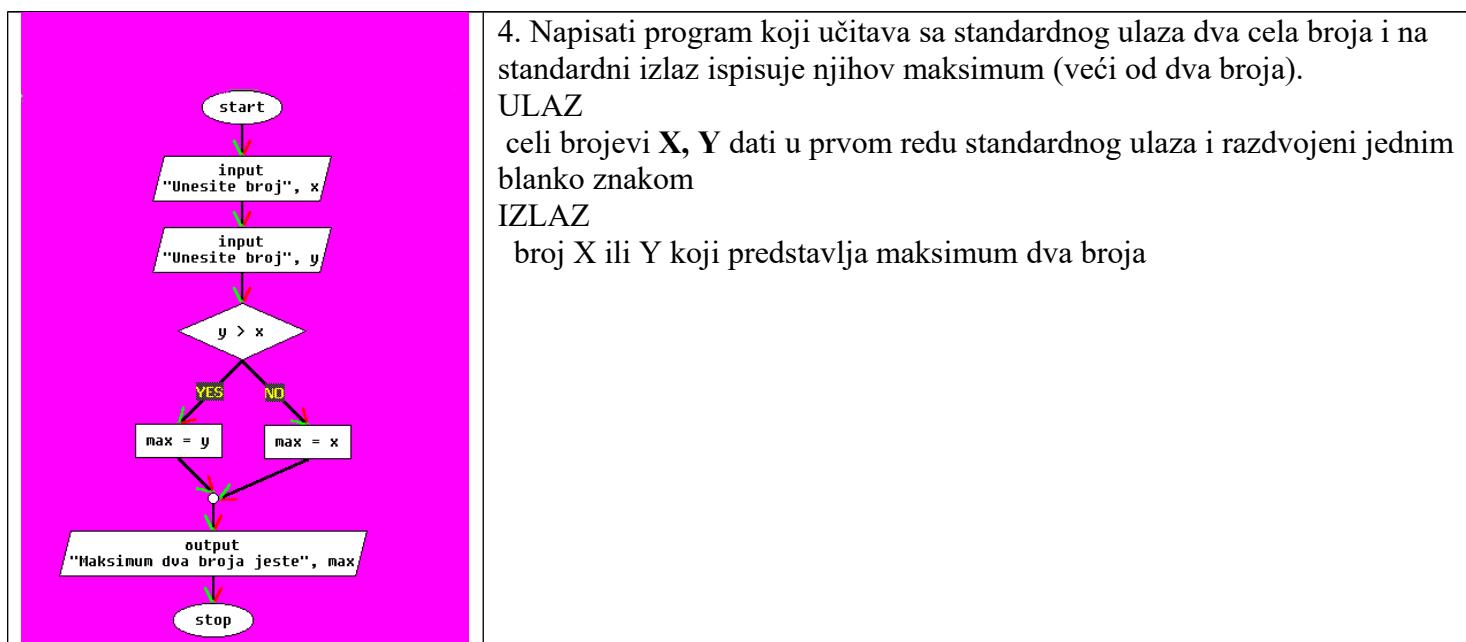 start
input
"Unesite broj", x
input
"Unesite broj", y
y > x
YES
NO
max = y
max = x
output
"Maksimum dva broja jeste", max
stop
4. Napisati program koji učitava sa standardnog ulaza dva cela broja i na
standardni izlaz ispisuje njihov maksimum (veći od dva broja).
ULAZ
celi brojevi X, Y dati u prvom redu standardnog ulaza i razdvojeni jednim
blanko znakom
IZLAZ
broj X ili Y koji predstavlja maksimum dva broja